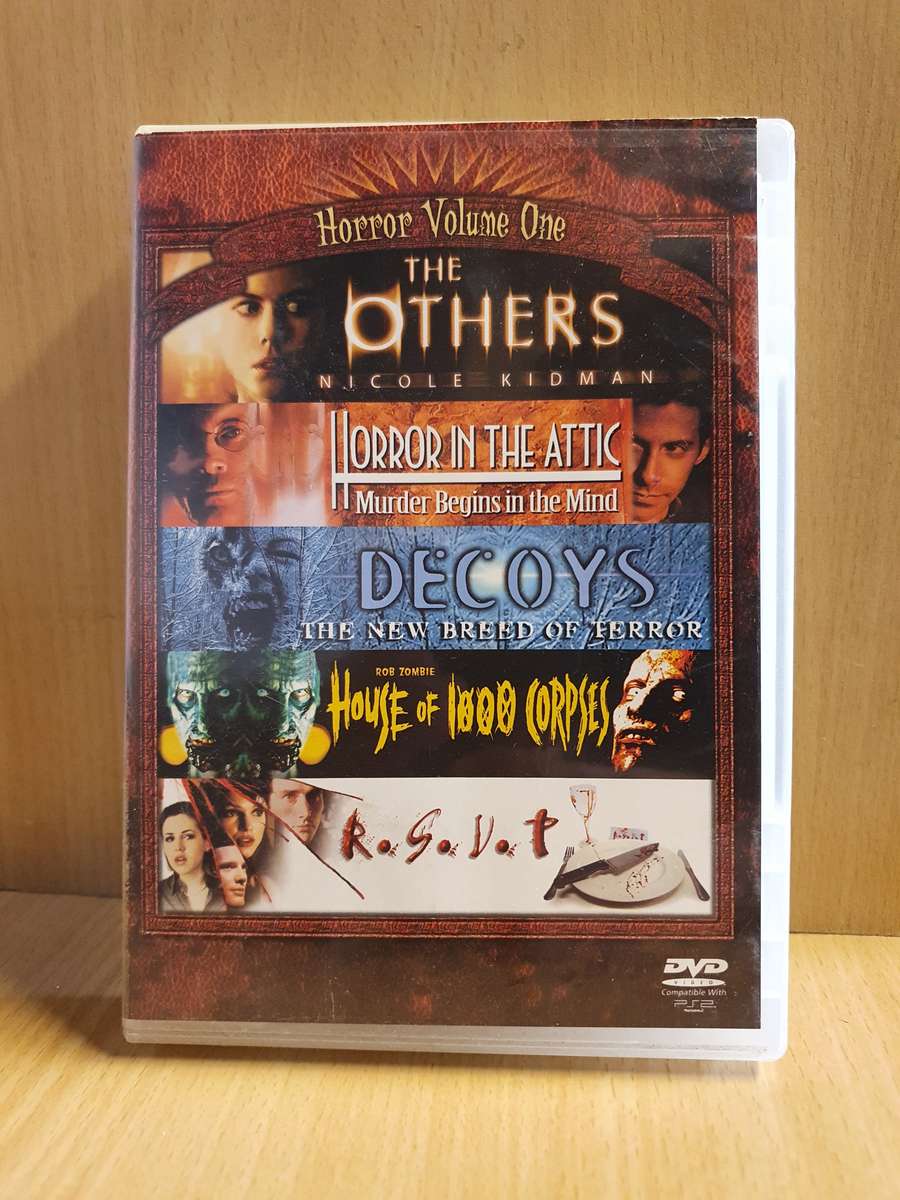 Horror Volume One
THE
OTHERS
NICOLE KIDMAN
HORROR IN THE ATTIC
Murder Begins in the Mind
DECOYS
THE NEW BREED OF TERROR
ROB ZOMBIE
HOUSE OF 1000 CORPSES
R.S.V.P
DVD
VIDEO
Compatible With
PS2